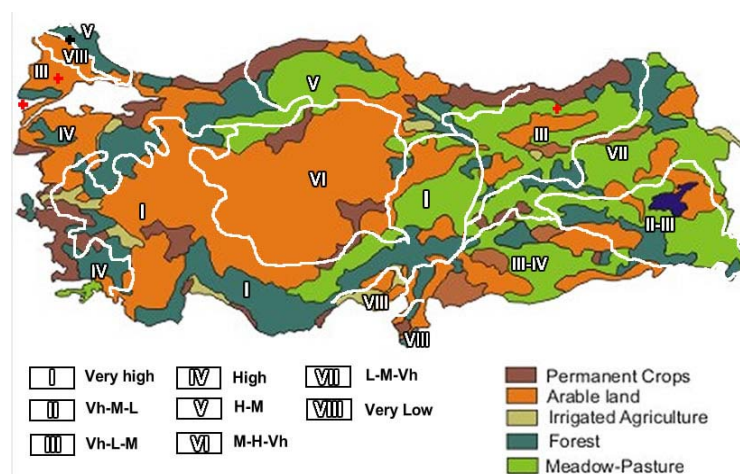 V
VIII
III
V
IV
III
VII
VI
I
I
II-III
IV
III-IV
I
VIII
VIII
I Very high
IV High
VII L-M-Vh
II Vh-M-L
V H-M
VIII Very Low
III Vh-L-M
VI M-H-Vh
Permanent Crops
Arable land
Irrigated Agriculture
Forest
Meadow-Pasture